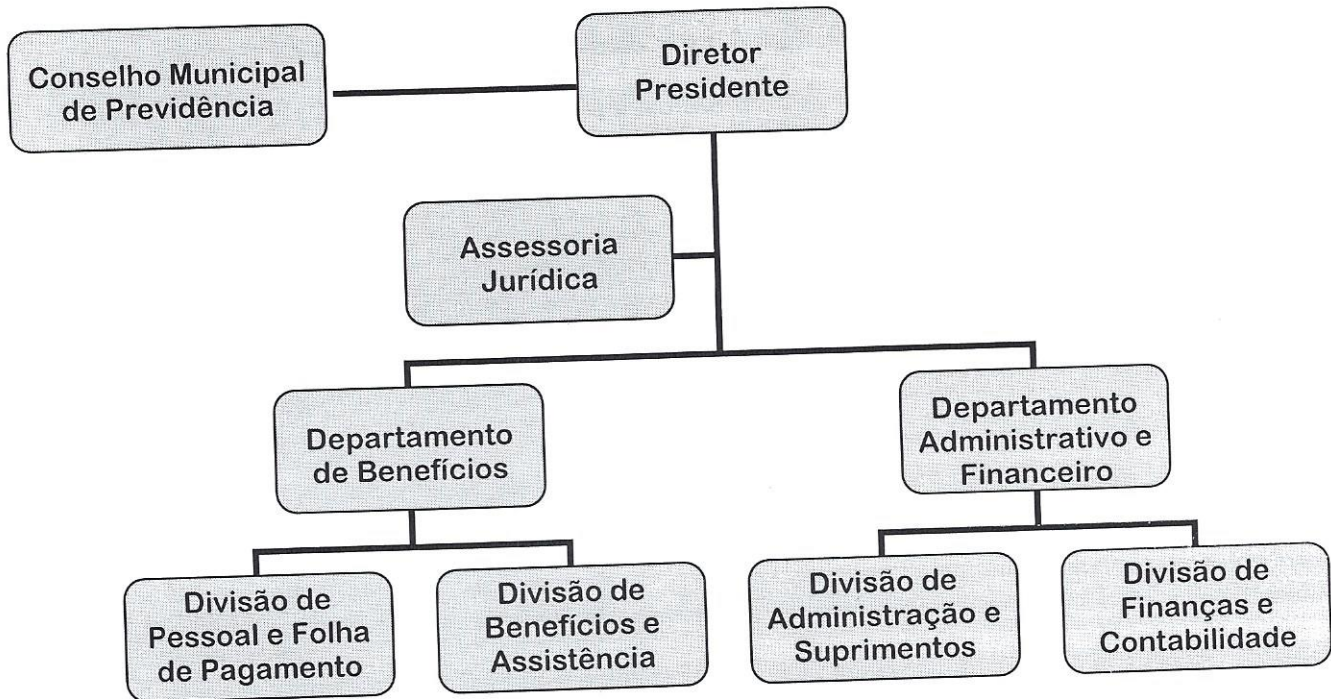 Conselho Municipal
de Previdência
Diretor
Presidente
Assessoria
Jurídica
Departamento
de Benefícios
Departamento
Administrativo e
Financeiro
Divisão de
Pessoal e Folha
de Pagamento
Divisão de
Benefícios e
Assistência
Divisão de
Administração e
Suprimentos
Divisão de
Finanças e
Contabilidade